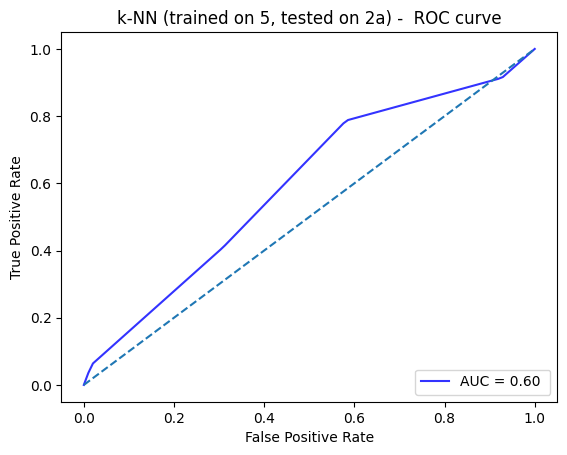 k-NN (trained on 5, tested on 2a) -  ROC curve
1.0
0.8
0.6
0.4
0.2
0.0
True Positive Rate
0.0 0.2 0.4 0.6 0.8 1.0
False Positive Rate
AUC = 0.60